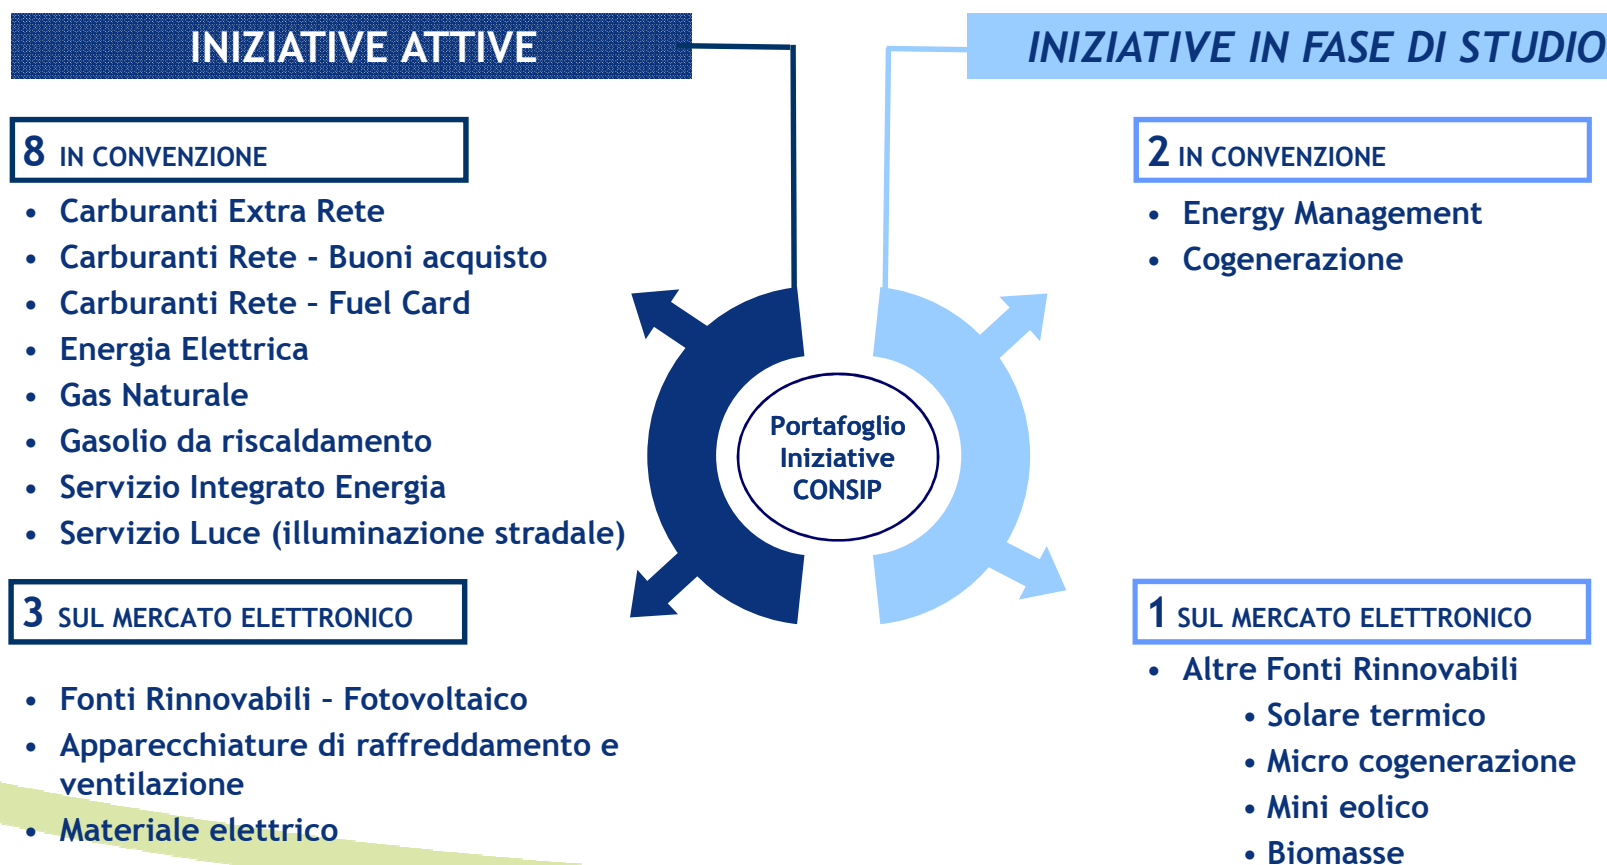 INIZIATIVE ATTIVE
8 IN CONVENZIONE
• Carburanti Extra Rete
• Carburanti Rete - Buoni acquisto
• Carburanti Rete – Fuel Card
• Energia Elettrica
• Gas Naturale
• Gasolio da riscaldamento
• Servizio Integrato Energia
• Servizio Luce (illuminazione stradale)
3 SUL MERCATO ELETTRONICO
• Fonti Rinnovabili – Fotovoltaico
• Apparecchiature di raffreddamento e
ventilazione
• Materiale elettrico
Portafoglio
Iniziative
CONSIP
INIZIATIVE IN FASE DI STUDIO
2 IN CONVENZIONE
• Energy Management
• Cogenerazione
1 SUL MERCATO ELETTRONICO
• Altre Fonti Rinnovabili
• Solare termico
• Micro cogenerazione
• Mini eolico
• Biomasse